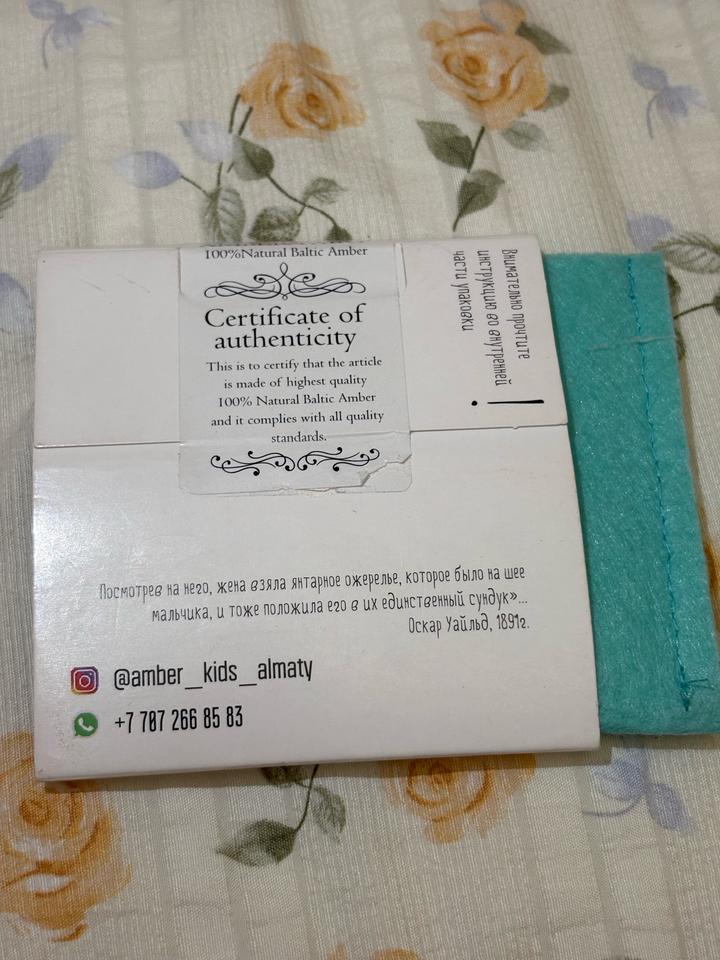 100%Natural Baltic Amber
Certificate of
authenticity
This is to certify that the article
is made of highest quality
100% Natural Baltic Amber
and it complies with all quality
standards.
Внимательно прочтите
инструкцию во внутренней
части упаковки
!
Посмотрев на него, жена взяла янтарное ожерелье, которое было на шее
мальчика, и тоже положила его в их единственный сундук»...
Оскар Уайльд, 1891г.
@amber_kids_almaty
+7 707 266 85 83